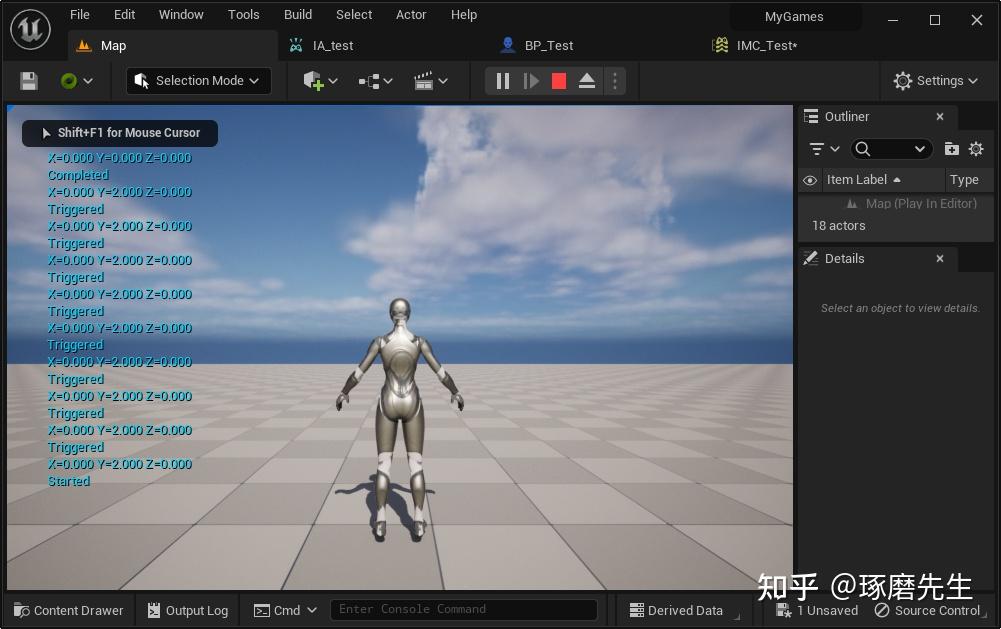 File Edit Window Tools Build Select Actor Help MyGames
Map IA_test BP_Test IMC_Test*
Selection Mode Settings
Shift+F1 for Mouse Cursor
X=0.000 Y=0.000 Z=0.000
Completed
X=0.000 Y=2.000 Z=0.000
Triggered
X=0.000 Y=2.000 Z=0.000
Triggered
X=0.000 Y=2.000 Z=0.000
Triggered
X=0.000 Y=2.000 Z=0.000
Triggered
X=0.000 Y=2.000 Z=0.000
Triggered
X=0.000 Y=2.000 Z=0.000
Triggered
X=0.000 Y=2.000 Z=0.000
Triggered
X=0.000 Y=2.000 Z=0.000
Triggered
X=0.000 Y=2.000 Z=0.000
Started
Outliner
Item Label Type
Map (Play In Editor)
18 actors
Details
Select an object to view details.
知乎 @琢磨先生
Content Drawer Output Log Cmd Enter Console Command Derived Data 1 Unsaved Source Control